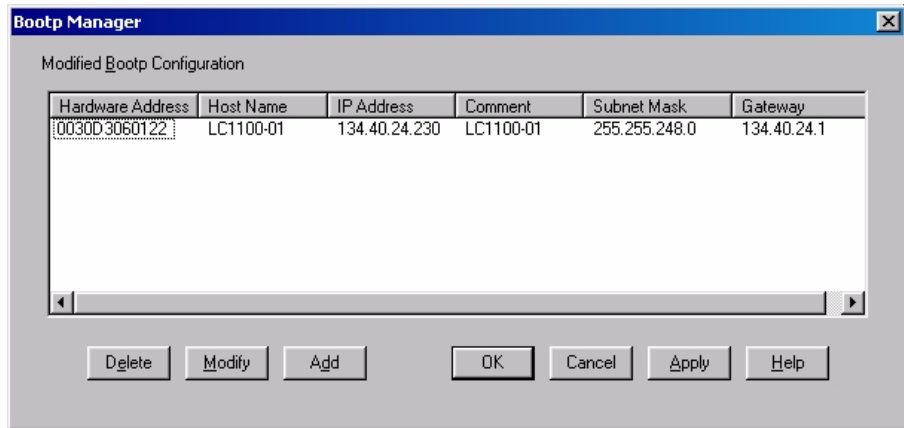 Bootp Manager
Modified Bootp Configuration
Hardware Address Host Name IP Address Comment Subnet Mask Gateway
0030D3060122 LC1100-01 134.40.24.230 LC1100-01 255.255.248.0 134.40.24.1
Delete Modify Add OK Cancel Apply Help